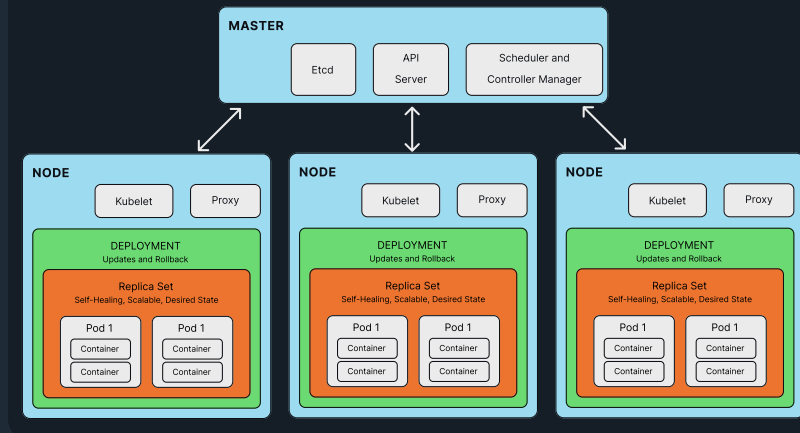 MASTER
Etcd
API
Server
Scheduler and
Controller Manager
NODE
Kubelet
Proxy
DEPLOYMENT
Updates and Rollback
Replica Set
Self-Healing, Scalable, Desired State
Pod 1
Container
Container
Pod 1
Container
Container
NODE
Kubelet
Proxy
DEPLOYMENT
Updates and Rollback
Replica Set
Self-Healing, Scalable, Desired State
Pod 1
Container
Container
Pod 1
Container
Container
NODE
Kubelet
Proxy
DEPLOYMENT
Updates and Rollback
Replica Set
Self-Healing, Scalable, Desired State
Pod 1
Container
Container
Pod 1
Container
Container